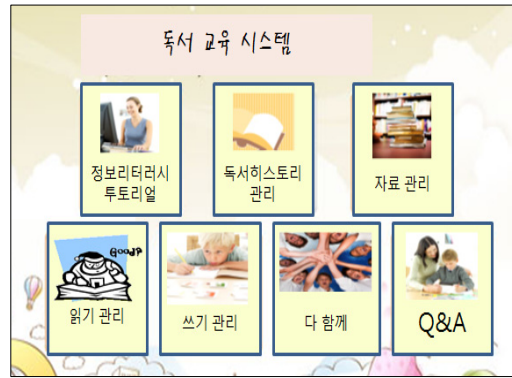 독서 교육 시스템
정보리터러시
투토리얼
독서히스토리
관리
자료 관리
GOOD?
읽기 관리
쓰기 관리
다 함께
Q&A